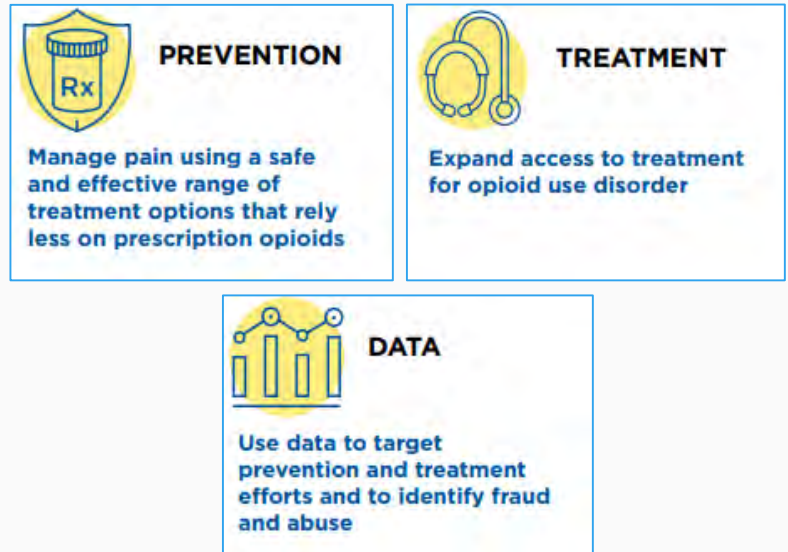 Rx
PREVENTION
Manage pain using a safe
and effective range of
treatment options that rely
less on prescription opioids
TREATMENT
Expand access to treatment
for opioid use disorder
DATA
Use data to target
prevention and treatment
efforts and to identify fraud
and abuse